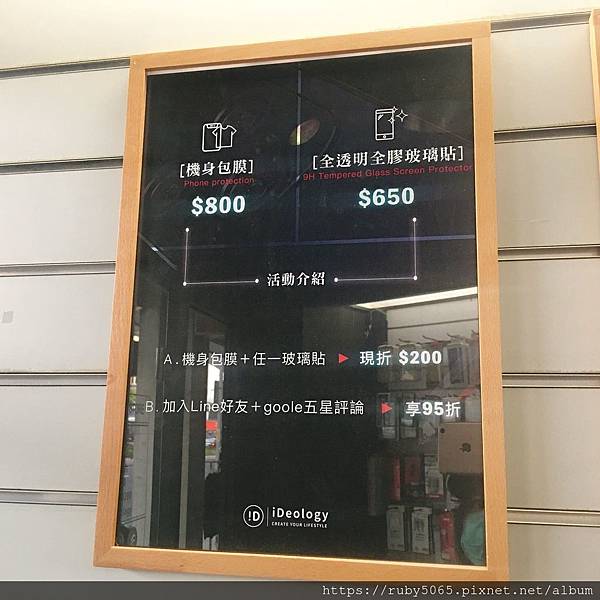 [機身包膜]
Phone protection
$800
[全透明全膠玻璃貼]
9H Tempered Glass Screen Protector
$650
活動介紹
A.機身包膜＋任一玻璃貼 ▶ 現折 $200
B.加入Line好友＋goole五星評論 ▶ 享95折
!D iDeology
CREATE YOUR LIFESTYLE
https://ruby5065.pixnet.net/album